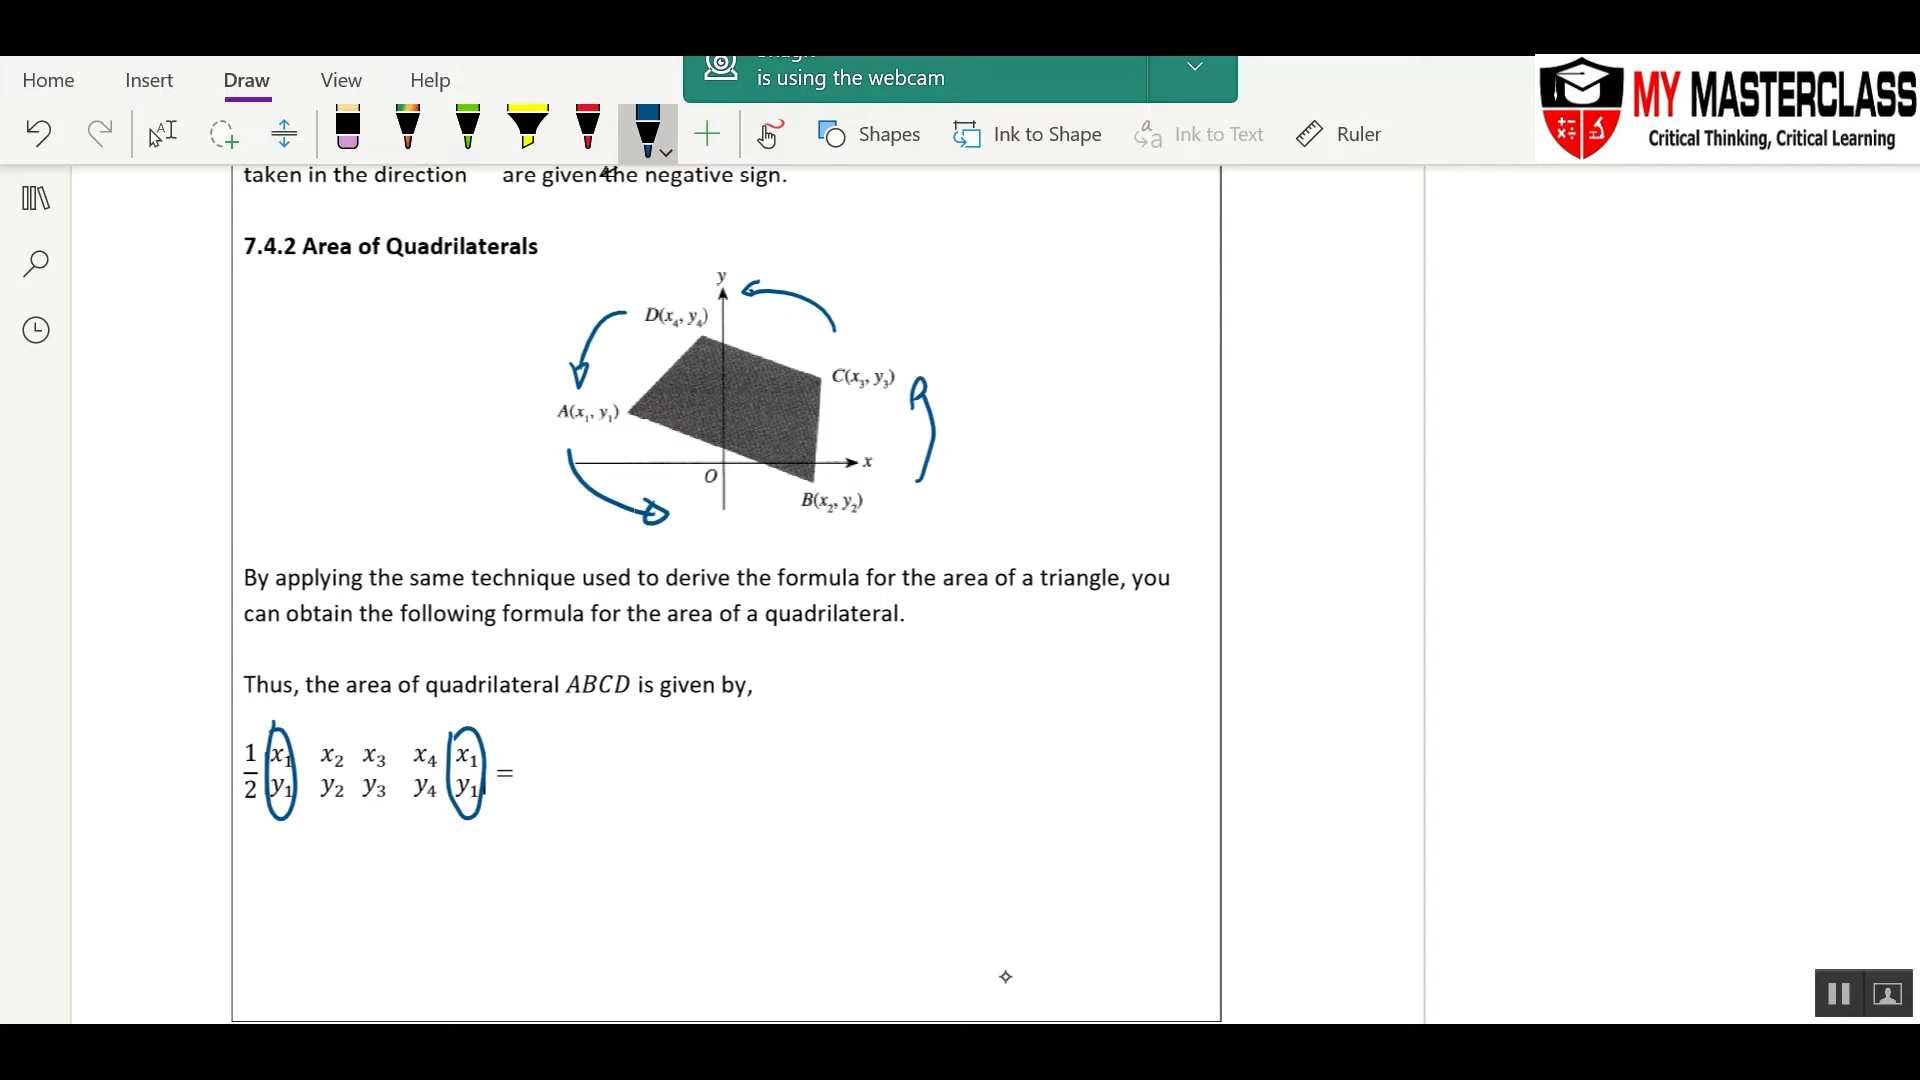 is using the webcam
Home Insert Draw View Help
Shapes Ink to Shape Ink to Text Ruler
MY MASTERCLASS
Critical Thinking, Critical Learning
taken in the direction are given the negative sign.
7.4.2 Area of Quadrilaterals
y
D(x₄, y₄)
C(x₃, y₃)
A(x₁, y₁)
x
O
B(x₂, y₂)
By applying the same technique used to derive the formula for the area of a triangle, you
can obtain the following formula for the area of a quadrilateral.
Thus, the area of quadrilateral ABCD is given by,
1 x₁ x₂ x₃ x₄ x₁
2 y₁ y₂ y₃ y₄ y₁ =